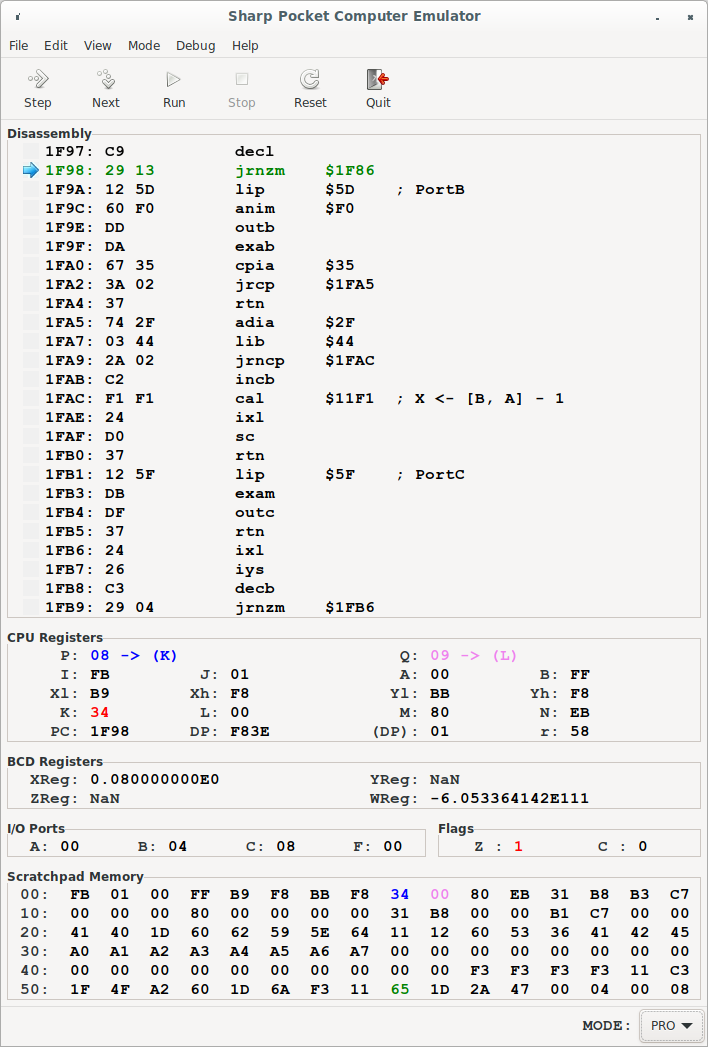 Sharp Pocket Computer Emulator
File Edit View Mode Debug Help
Step Next Run Stop Reset Quit
Disassembly
1F97: C9 decl
1F98: 29 13 jrnzm $1F86
1F9A: 12 5D lip $5D ; PortB
1F9C: 60 F0 anim $F0
1F9E: DD outb
1F9F: DA exab
1FA0: 67 35 cpia $35
1FA2: 3A 02 jrcp $1FA5
1FA4: 37 rtn
1FA5: 74 2F adia $2F
1FA7: 03 44 lib $44
1FA9: 2A 02 jrncp $1FAC
1FAB: C2 incb
1FAC: F1 F1 cal $11F1 ; X <- [B, A] - 1
1FAE: 24 ixl
1FAF: D0 sc
1FB0: 37 rtn
1FB1: 12 5F lip $5F ; PortC
1FB3: DB exam
1FB4: DF outc
1FB5: 37 rtn
1FB6: 24 ixl
1FB7: 26 iys
1FB8: C3 decb
1FB9: 29 04 jrnzm $1FB6
CPU Registers
P: 08 -> (K) Q: 09 -> (L)
I: FB J: 01 A: 00 B: FF
Xl: B9 Xh: F8 Yl: BB Yh: F8
K: 34 L: 00 M: 80 N: EB
PC: 1F98 DP: F83E (DP): 01 r: 58
BCD Registers
XReg: 0.080000000E0 YReg: NaN
ZReg: NaN WReg: -6.053364142E111
I/O Ports Flags
A: 00 B: 04 C: 08 F: 00 Z : 1 C : 0
Scratchpad Memory
00: FB 01 00 FF B9 F8 BB F8 34 00 80 EB 31 B8 B3 C7
10: 00 00 00 80 00 00 00 00 31 B8 00 00 B1 C7 00 00
20: 41 40 1D 60 62 59 5E 64 11 12 60 53 36 41 42 45
30: A0 A1 A2 A3 A4 A5 A6 A7 00 00 00 00 00 00 00 00
40: 00 00 00 00 00 00 00 00 00 00 F3 F3 F3 F3 11 C3
50: 1F 4F A2 60 1D 6A F3 11 65 1D 2A 47 00 04 00 08
MODE: PRO